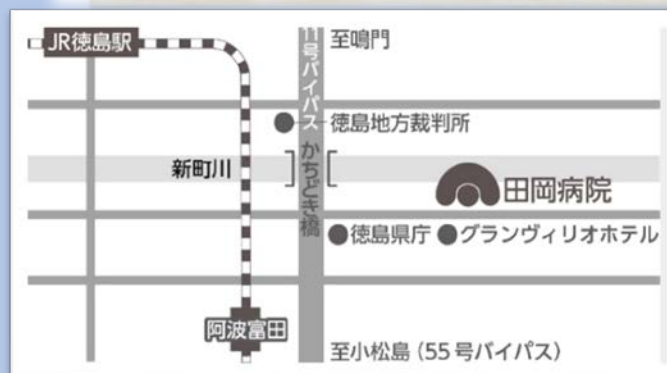 JR徳島駅
11号バイパス
至鳴門
徳島地方裁判所
新町川
かちどき橋
田岡病院
徳島県庁
グランヴィリオホテル
阿波富田
至小松島(55号バイパス)